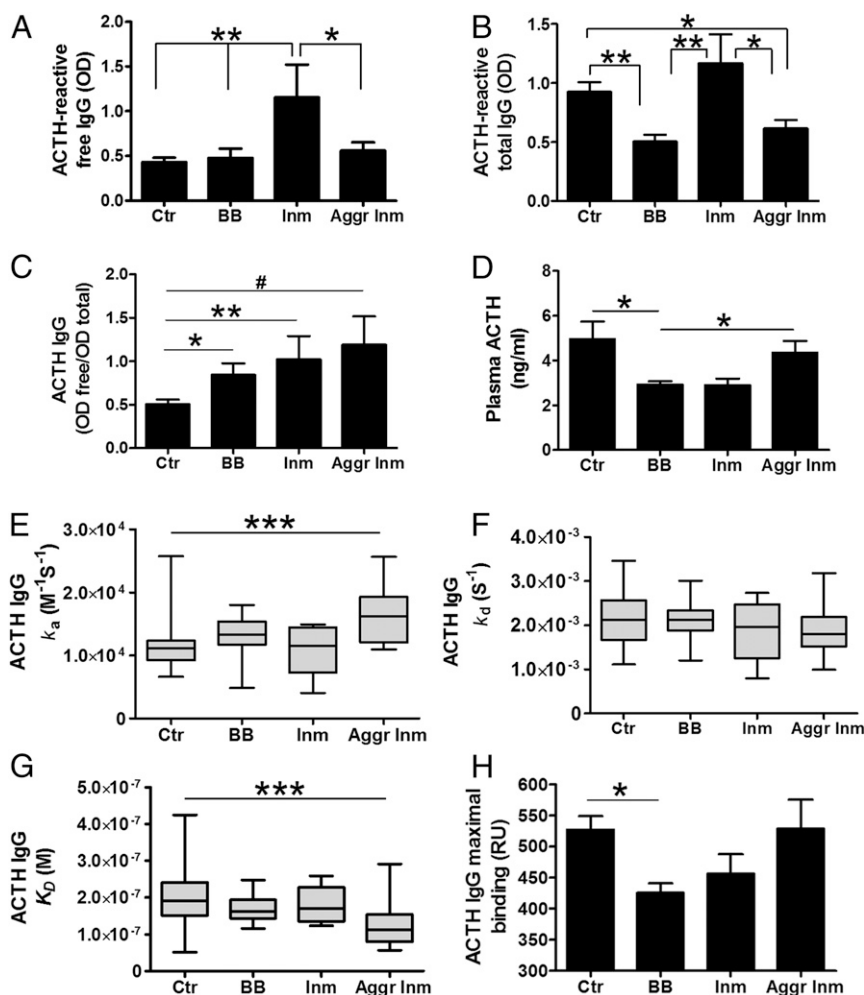 A
ACTH-reactive
free IgG (OD)
2.0
1.5
1.0
0.5
0.0
**
*
Ctr BB Inm Aggr Inm
B
ACTH-reactive
total IgG (OD)
1.5
1.0
0.5
0.0
*
**
**
*
Ctr BB Inm Aggr Inm
C
ACTH IgG
(OD free/OD total)
2.0
1.5
1.0
0.5
0.0
#
**
*
Ctr BB Inm Aggr Inm
D
Plasma ACTH
(ng/ml)
8
6
4
2
0
*
*
Ctr BB Inm Aggr Inm
E
ACTH IgG
kₐ (M⁻¹S⁻¹)
3.0×10⁴
2.0×10⁴
1.0×10⁴
0
***
Ctr BB Inm Aggr Inm
F
ACTH IgG
k_d (S⁻¹)
4.0×10⁻³
3.0×10⁻³
2.0×10⁻³
1.0×10⁻³
0
Ctr BB Inm Aggr Inm
G
ACTH IgG
K_D (M)
5.0×10⁻⁷
4.0×10⁻⁷
3.0×10⁻⁷
2.0×10⁻⁷
1.0×10⁻⁷
0
***
Ctr BB Inm Aggr Inm
H
ACTH IgG maximal
binding (RU)
600
550
500
450
400
350
300
*
Ctr BB Inm Aggr Inm